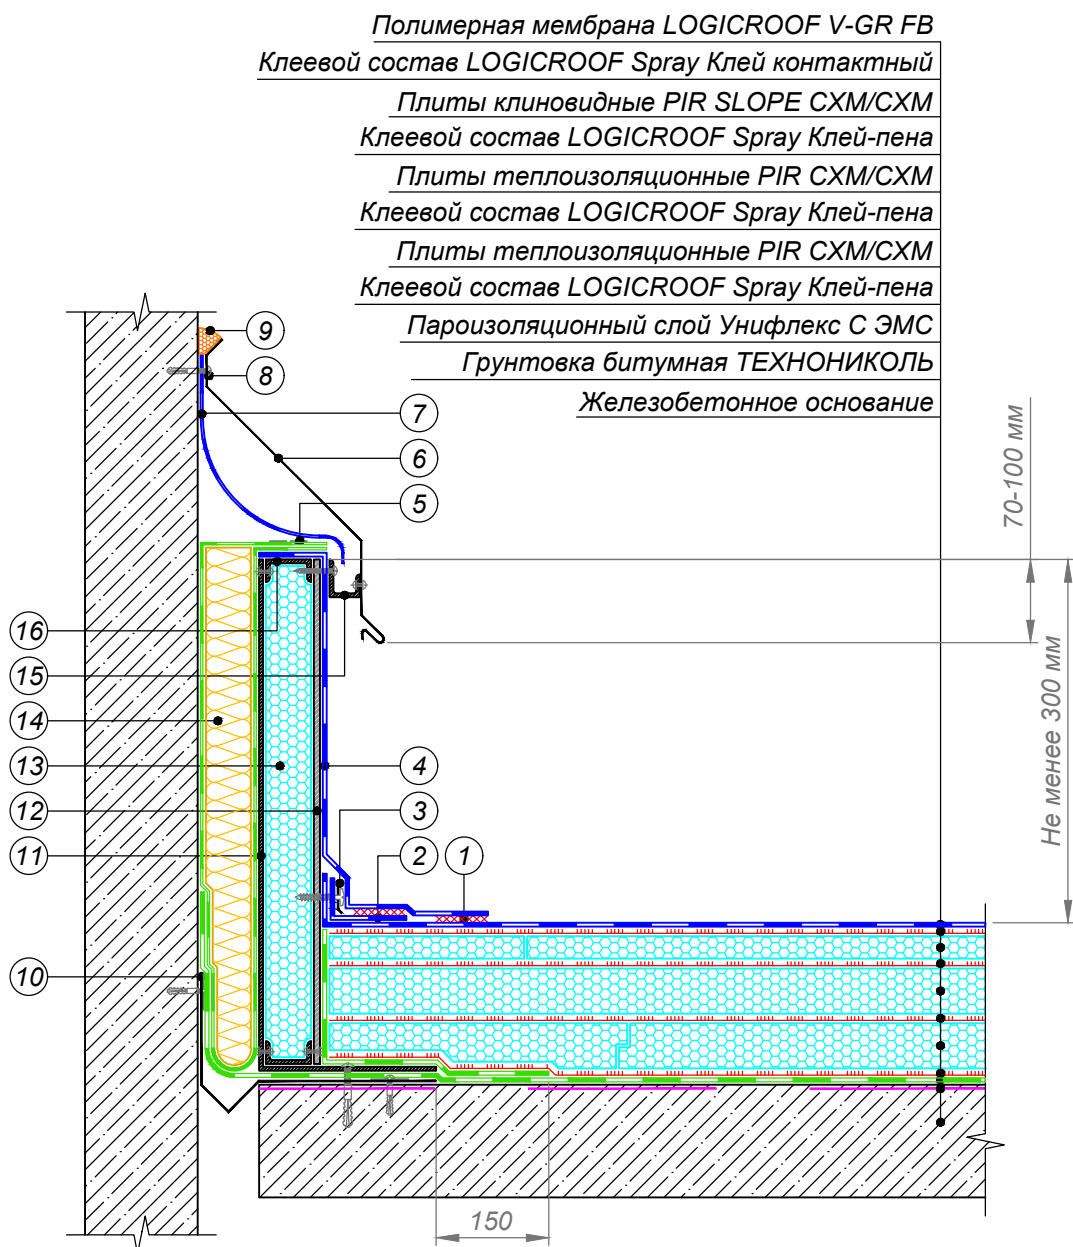 Полимерная мембрана LOGICROOF V-GR FB
Клеевой состав LOGICROOF Spray Клей контактный
Плиты клиновидные PIR SLOPE СХМ/СХМ
Клеевой состав LOGICROOF Spray Клей-пена
Плиты теплоизоляционные PIR СХМ/СХМ
Клеевой состав LOGICROOF Spray Клей-пена
Плиты теплоизоляционные PIR СХМ/СХМ
Клеевой состав LOGICROOF Spray Клей-пена
Пароизоляционный слой Унифлекс С ЭМС
Грунтовка битумная ТЕХНОНИКОЛЬ
Железобетонное основание
9
8
7
6
5
70-100 мм
Не менее 300 мм
16
15
14
13
12
11
10
4
3
2
1
150